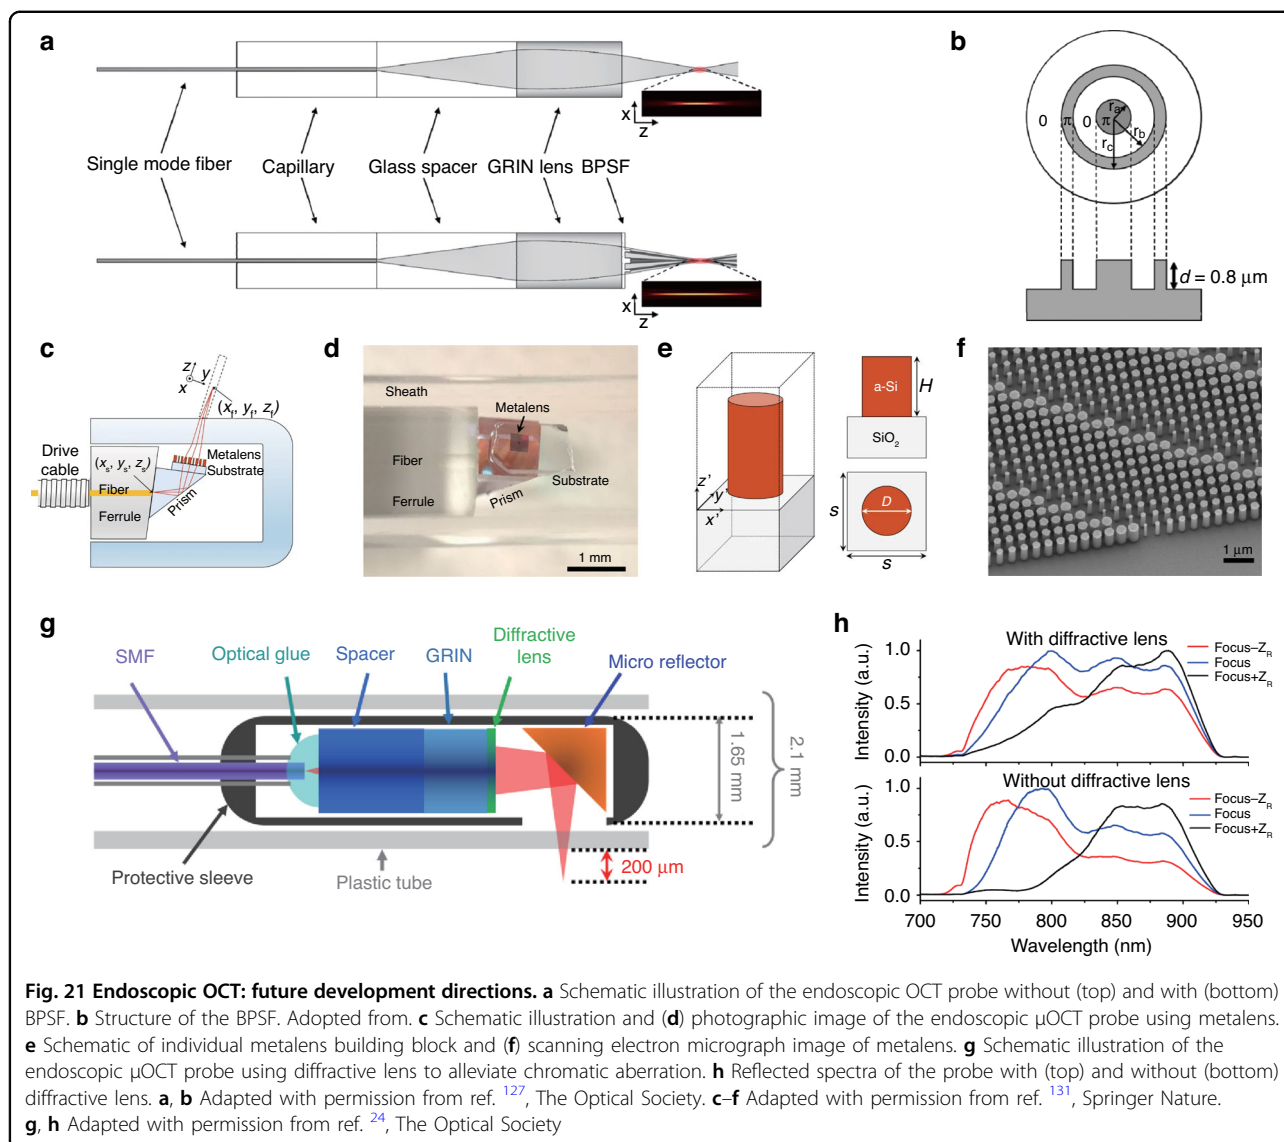 a
x
z
Single mode fiber
Capillary
Glass spacer
GRIN lens
BPSF
x
z
b
0
π
0
π
rₐ
r_b
r_c
d = 0.8 μm
c
z
y
x
(x_f, y_f, z_f)
Drive
cable
(x_s, y_s, z_s)
Metalens
Substrate
Fiber
Prism
Ferrule
d
Sheath
Metalens
Fiber
Substrate
Prism
Ferrule
1 mm
e
z'
y'
x'
a-Si
H
SiO₂
D
s
s
f
1 μm
g
SMF
Optical glue
Spacer
GRIN
Diffractive
lens
Micro reflector
1.65 mm
2.1 mm
200 μm
Protective sleeve
Plastic tube
h
With diffractive lens
Focus–Z_R
Focus
Focus+Z_R
Intensity (a.u.)
1.0
0.5
0.0
Without diffractive lens
Focus–Z_R
Focus
Focus+Z_R
Intensity (a.u.)
1.0
0.5
0.0
700 750 800 850 900 950
Wavelength (nm)
Fig. 21 Endoscopic OCT: future development directions. a Schematic illustration of the endoscopic OCT probe without (top) and with (bottom)
BPSF. b Structure of the BPSF. Adopted from. c Schematic illustration and (d) photographic image of the endoscopic μOCT probe using metalens.
e Schematic of individual metalens building block and (f) scanning electron micrograph image of metalens. g Schematic illustration of the
endoscopic μOCT probe using diffractive lens to alleviate chromatic aberration. h Reflected spectra of the probe with (top) and without (bottom)
diffractive lens. a, b Adapted with permission from ref. 127, The Optical Society. c–f Adapted with permission from ref. 131, Springer Nature.
g, h Adapted with permission from ref. 24, The Optical Society